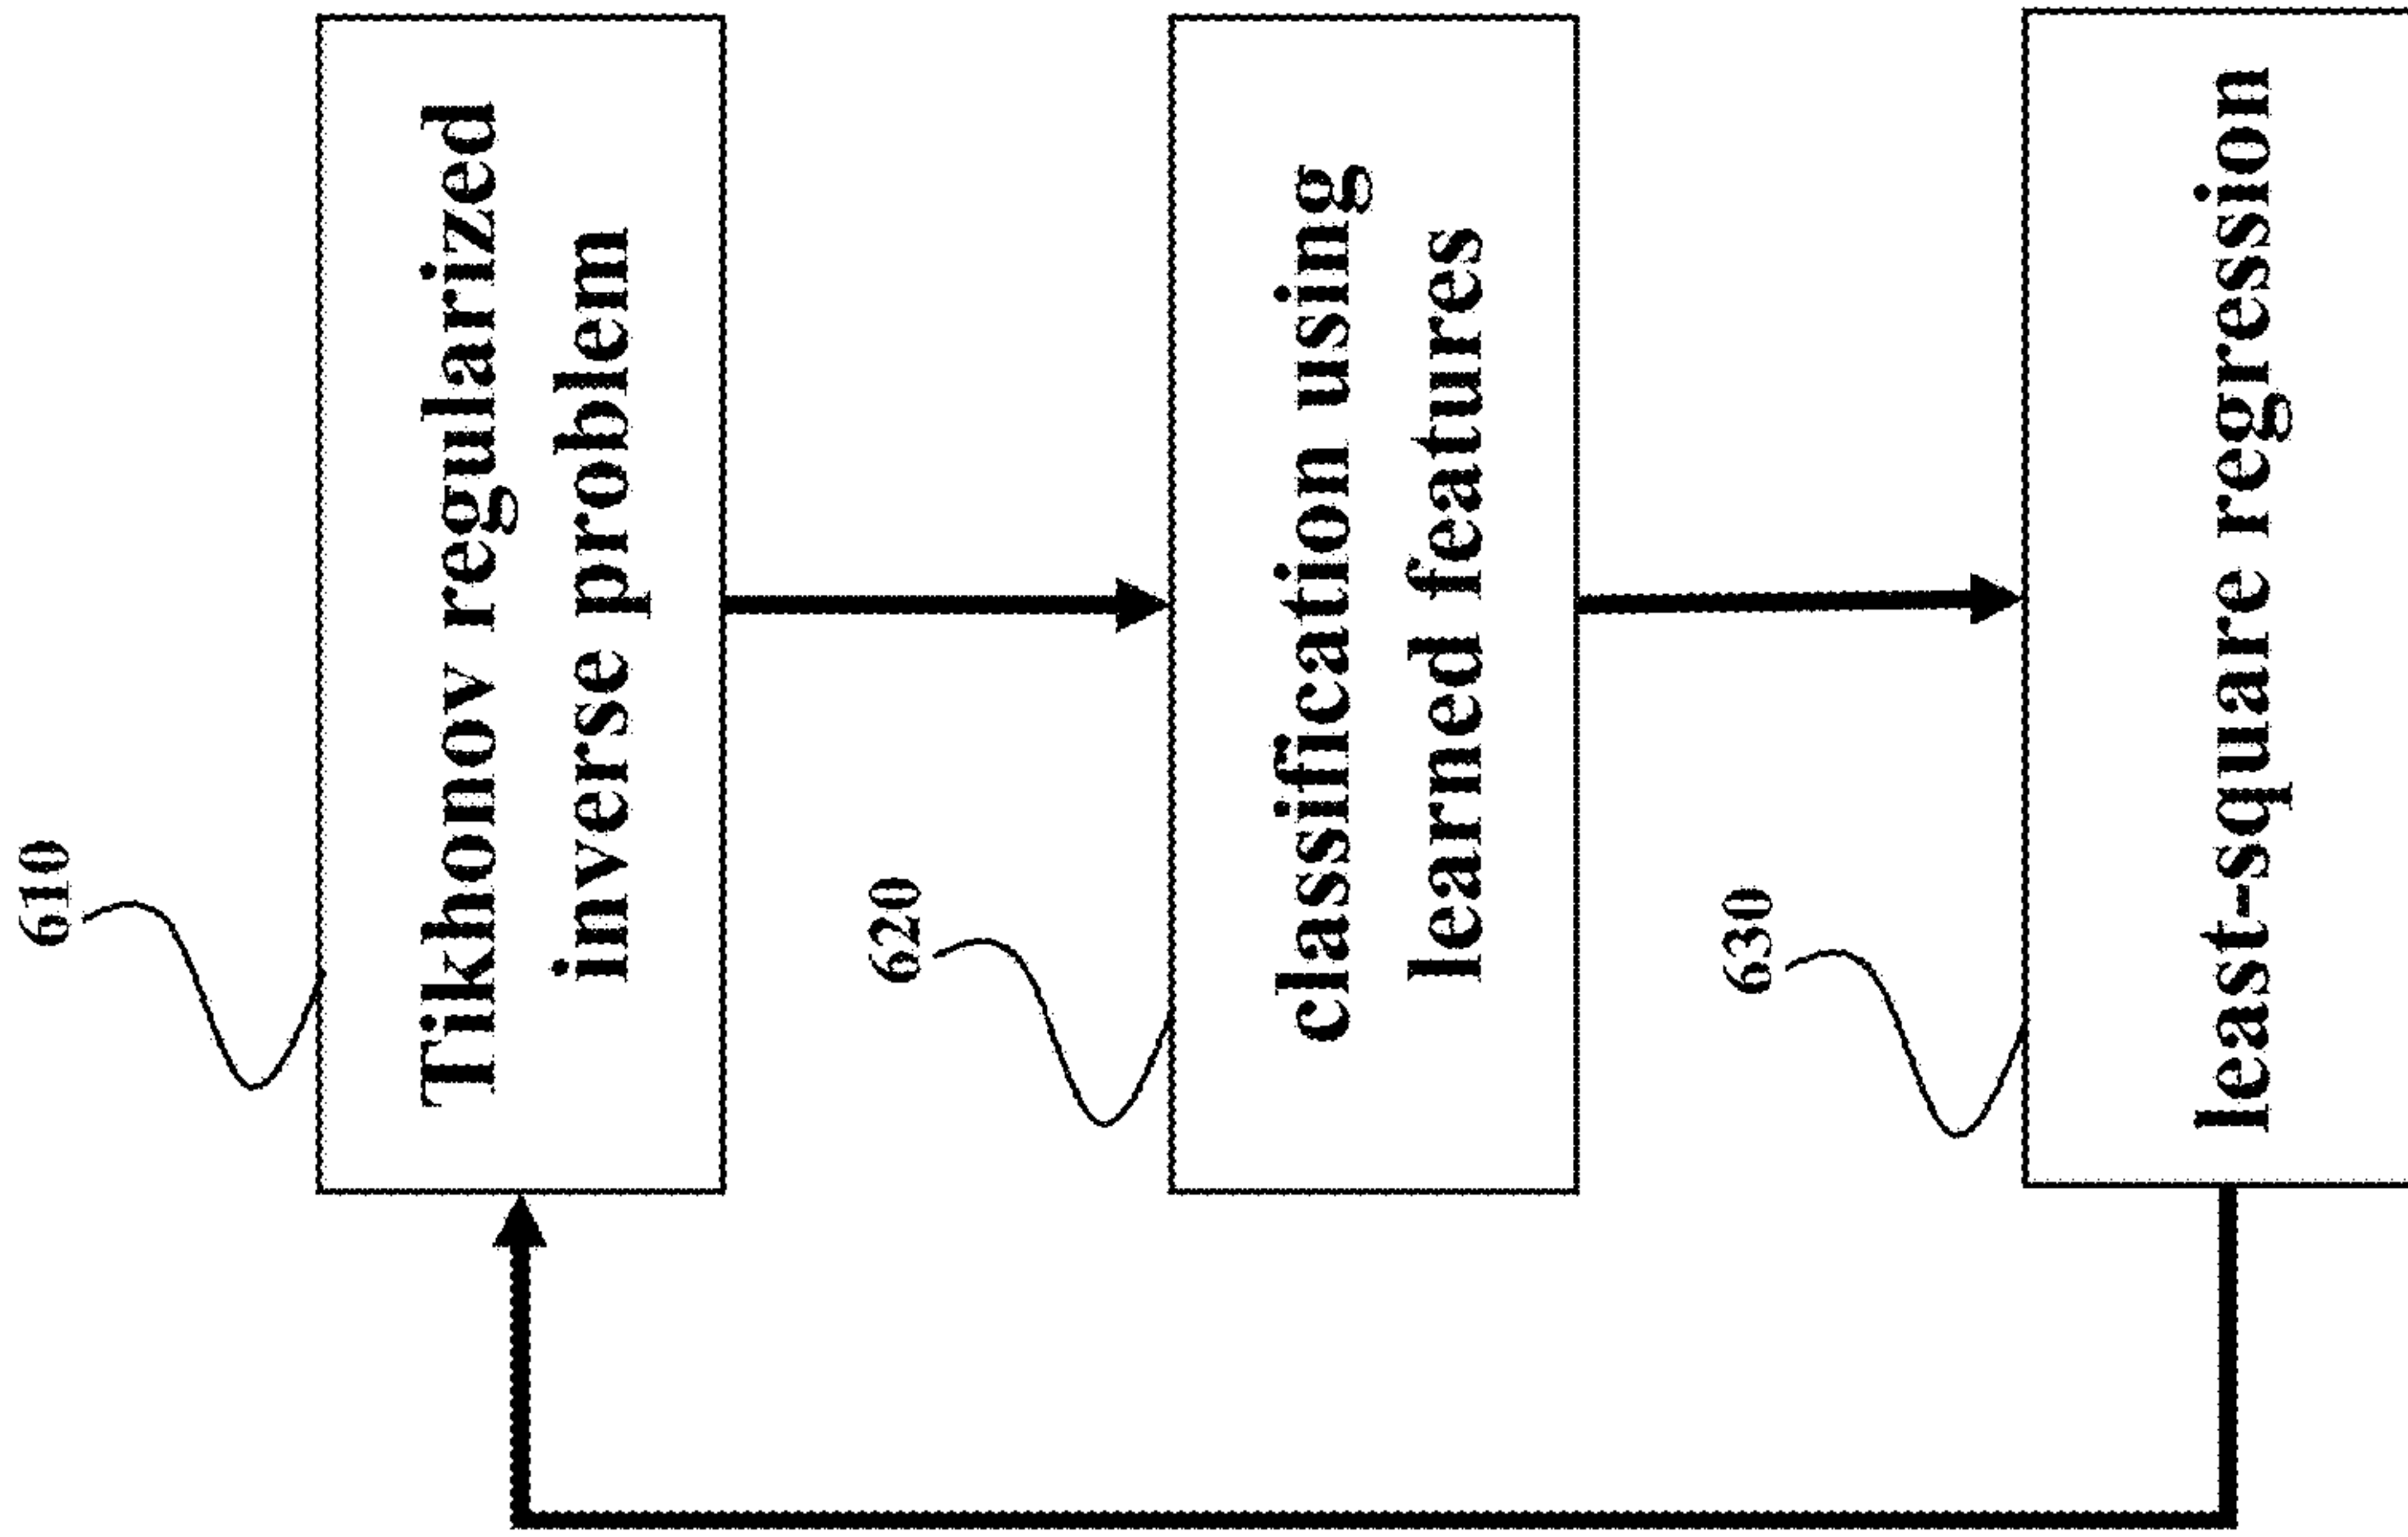 610
Tikhonov regularized
inverse problem
620
classification using
learned features
630
least-square regression